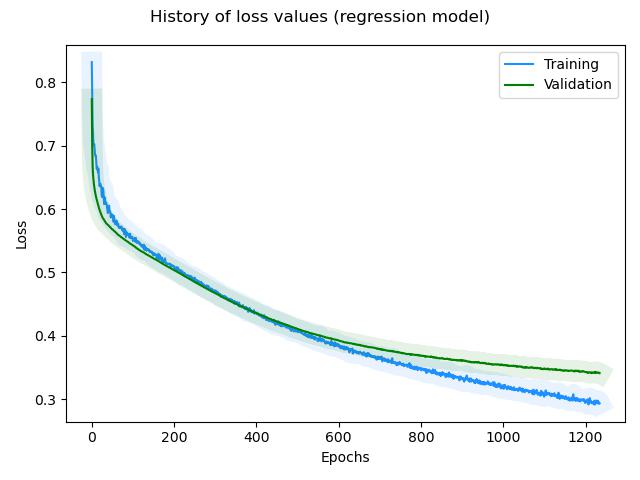 History of loss values (regression model)
Training
Validation
0.8
0.7
0.6
0.5
0.4
0.3
Loss
0
200
400
600
800
1000
1200
Epochs